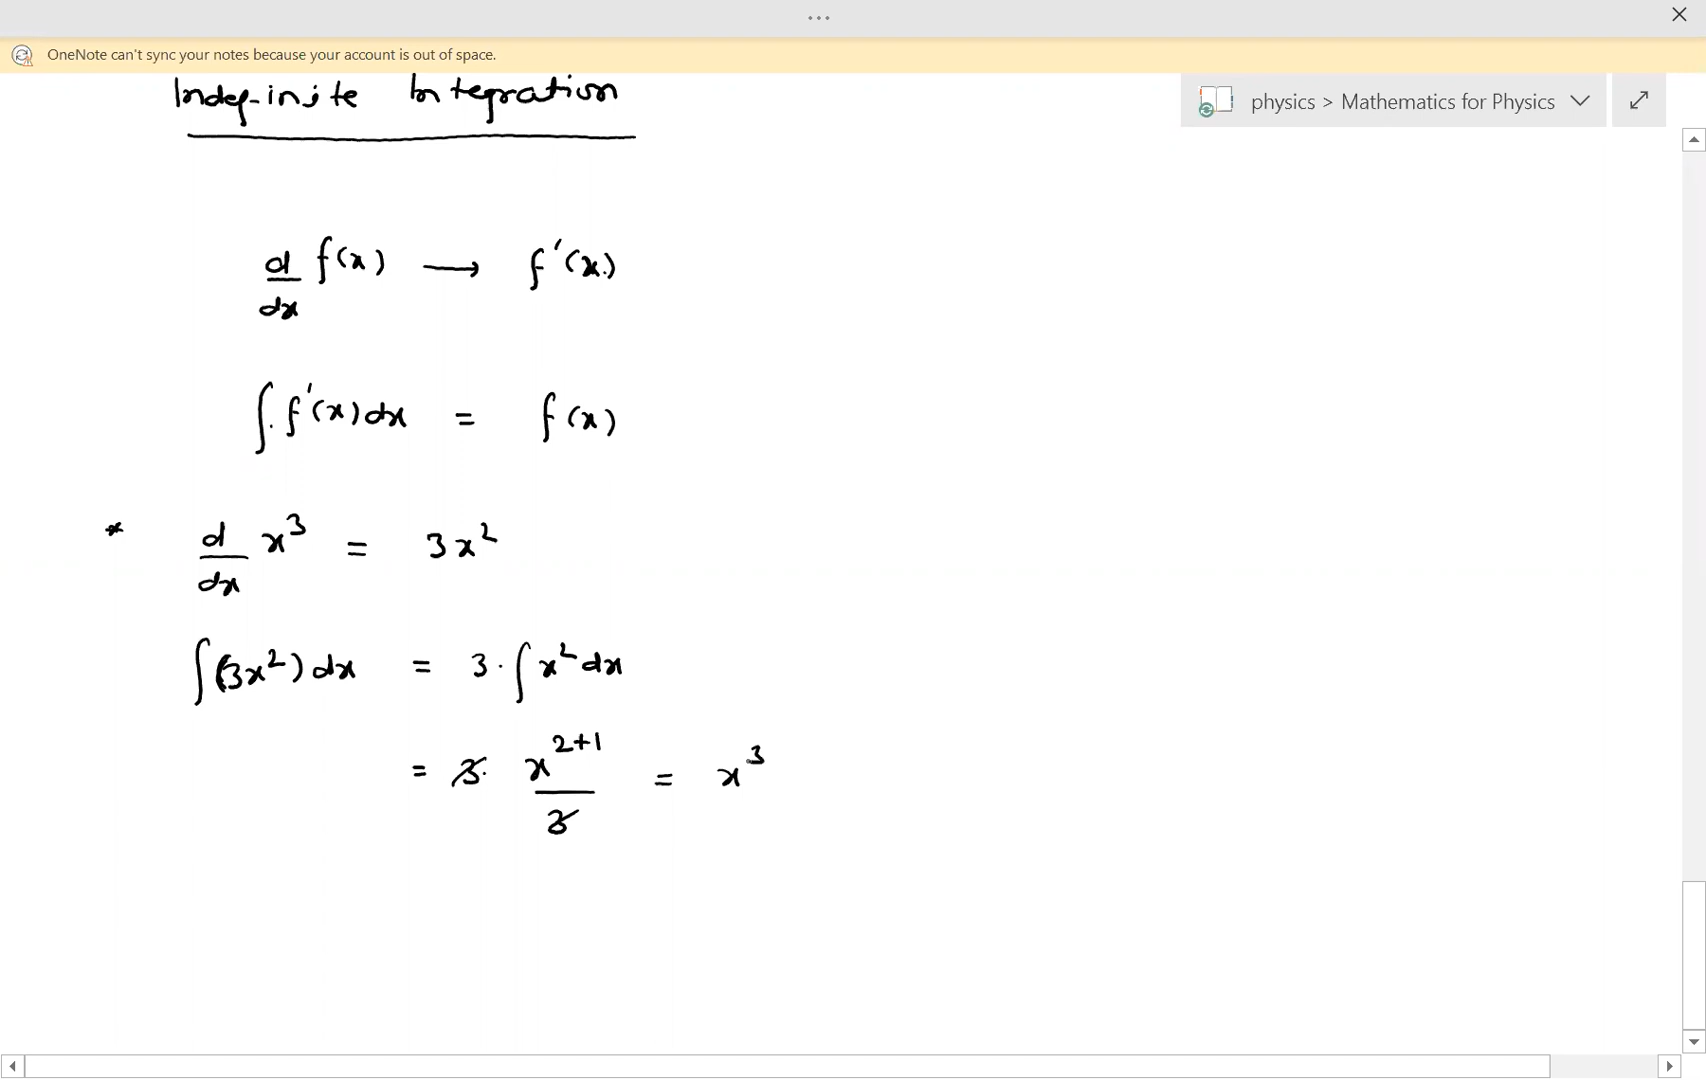 OneNote can't sync your notes because your account is out of space.
Indefinite Integration
physics > Mathematics for Physics
d/dx f(x) → f'(x)
∫ f'(x) dx = f(x)
* d/dx x³ = 3x²
∫(3x²) dx = 3·∫x² dx
= 3· x²⁺¹/3 = x³